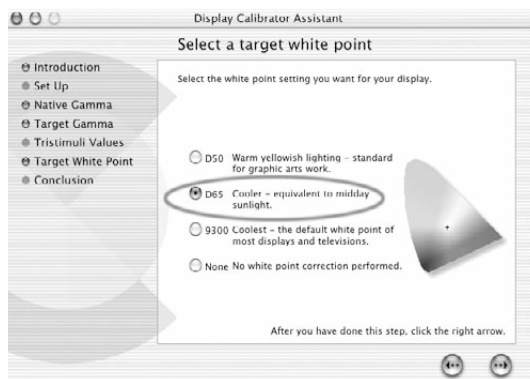 Display Calibrator Assistant
Select a target white point
Introduction
Set Up
Native Gamma
Target Gamma
Tristimuli Values
Target White Point
Conclusion
Select the white point setting you want for your display.
D50 Warm yellowish lighting - standard
for graphic arts work.
D65 Cooler - equivalent to midday
sunlight.
9300 Coolest - the default white point of
most displays and televisions.
None No white point correction performed.
After you have done this step, click the right arrow.